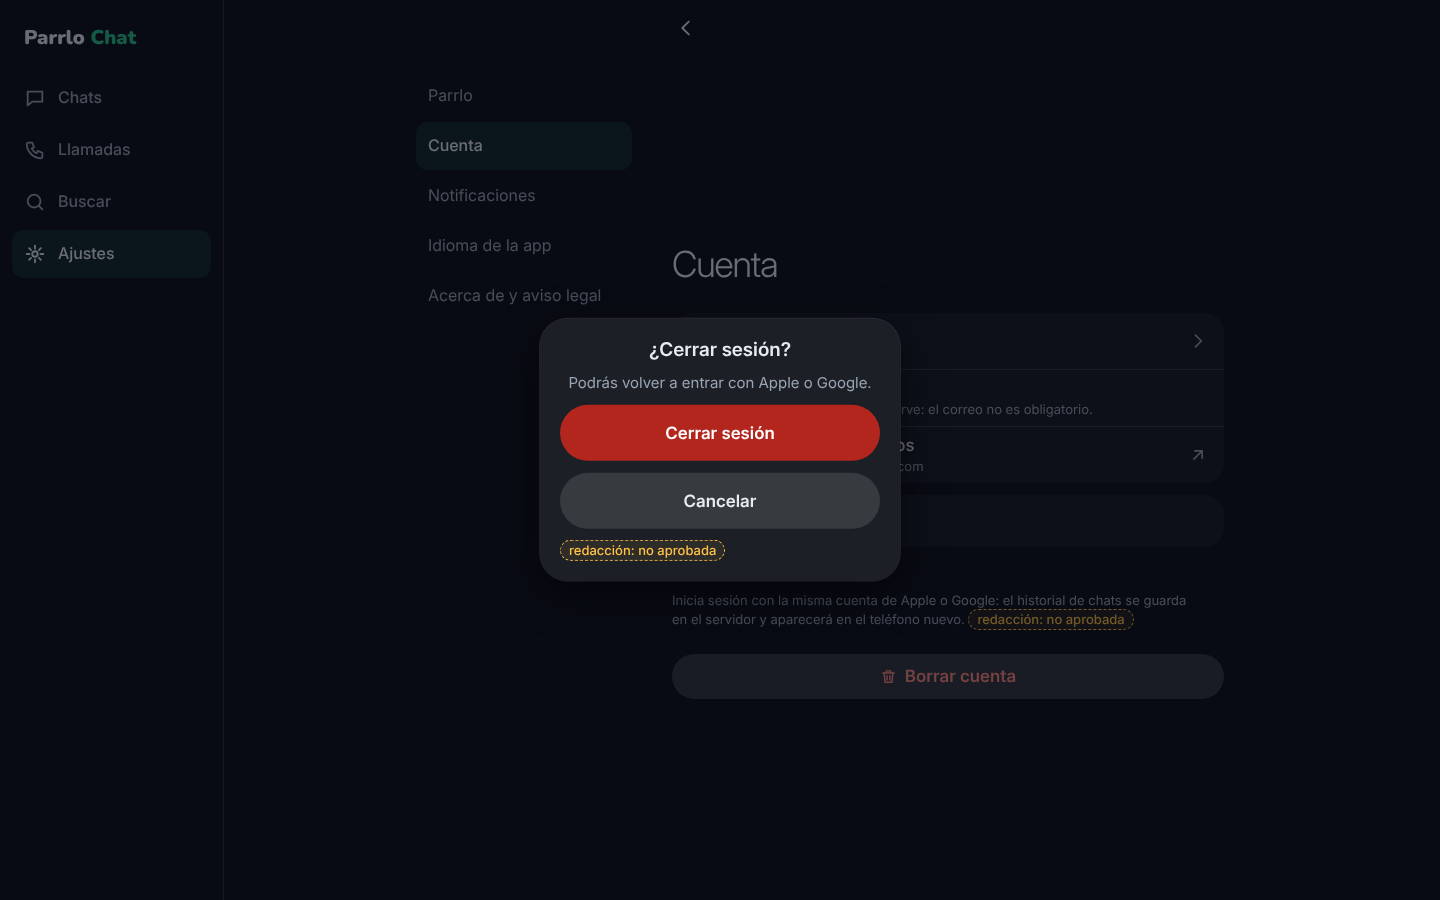 Parrlo Chat
Chats
Llamadas
Buscar
Ajustes
Parrlo
Cuenta
Notificaciones
Idioma de la app
Acerca de y aviso legal
Cuenta
rve: el correo no es obligatorio.
os
com
¿Cerrar sesión?
Podrás volver a entrar con Apple o Google.
Cerrar sesión
Cancelar
redacción: no aprobada
Inicia sesión con la misma cuenta de Apple o Google: el historial de chats se guarda
en el servidor y aparecerá en el teléfono nuevo. redacción: no aprobada
Borrar cuenta